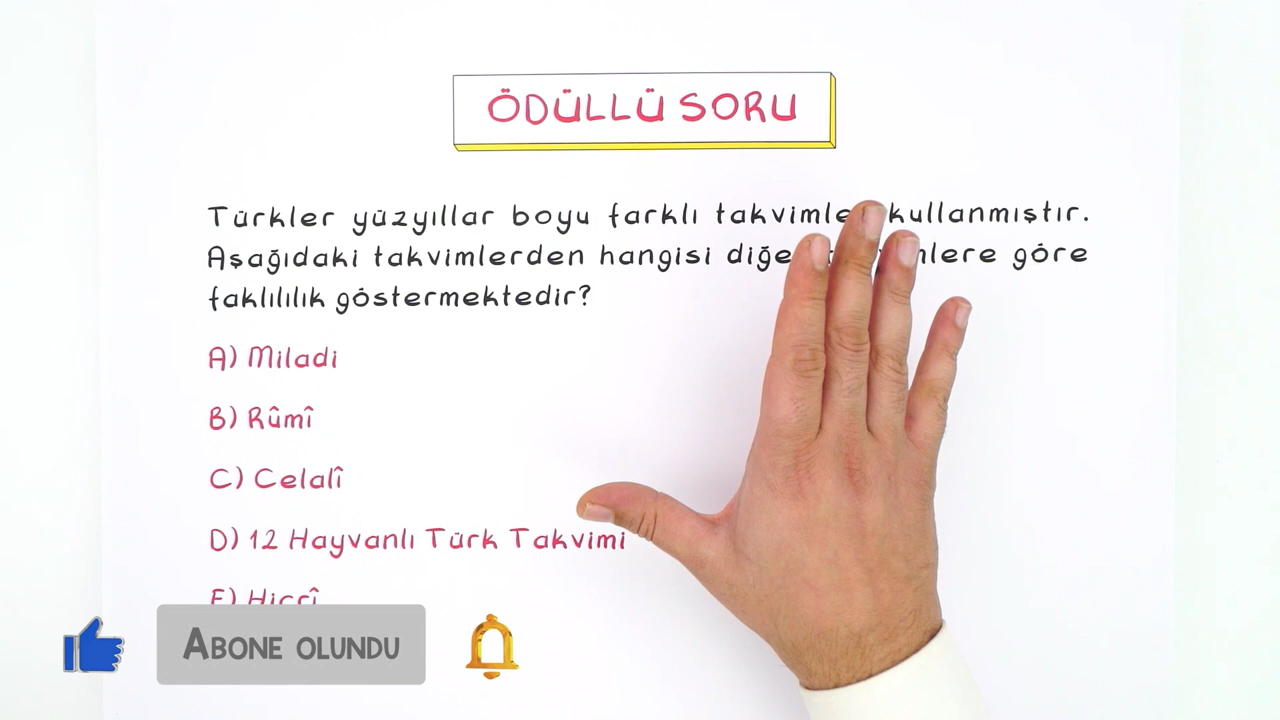 ÖDÜLLÜ SORU
Türkler yüzyıllar boyu farklı takvimle kullanmıştır.
Aşağıdaki takvimlerden hangisi diğe nlere göre
faklılılık göstermektedir?
A) Miladi
B) Rûmî
C) Celalî
D) 12 Hayvanlı Türk Takvimi
E) Hicrî
ABONE OLUNDU